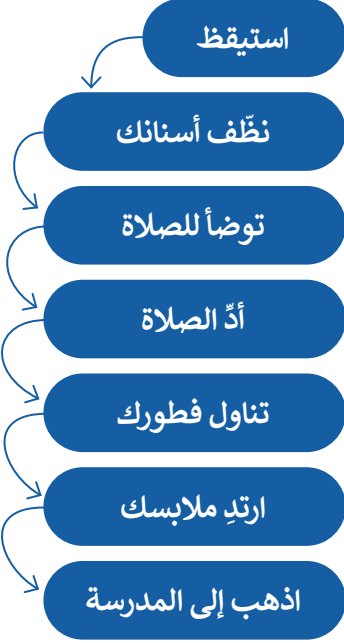 استيقظ
نظّف أسنانك
توضأ للصلاة
أدِّ الصلاة
تناول فطورك
ارتدِ ملابسك
اذهب إلى المدرسة